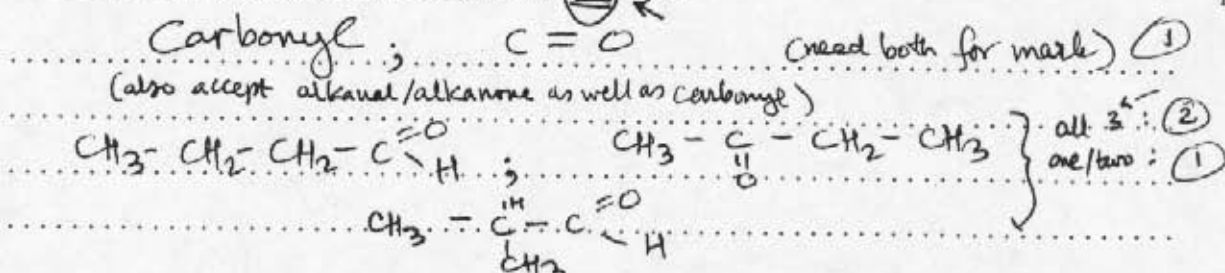 Carbonyl ; C = O (need both for mark) ①
(also accept alkanal/alkanone as well as carbonyl)
CH3 - CH2 - CH2 - C =O \ H ; CH3 - C - CH2 - CH3 } all 3 : ②
|| O one/two : ①
CH3 - C - C =O \ H
H
CH3